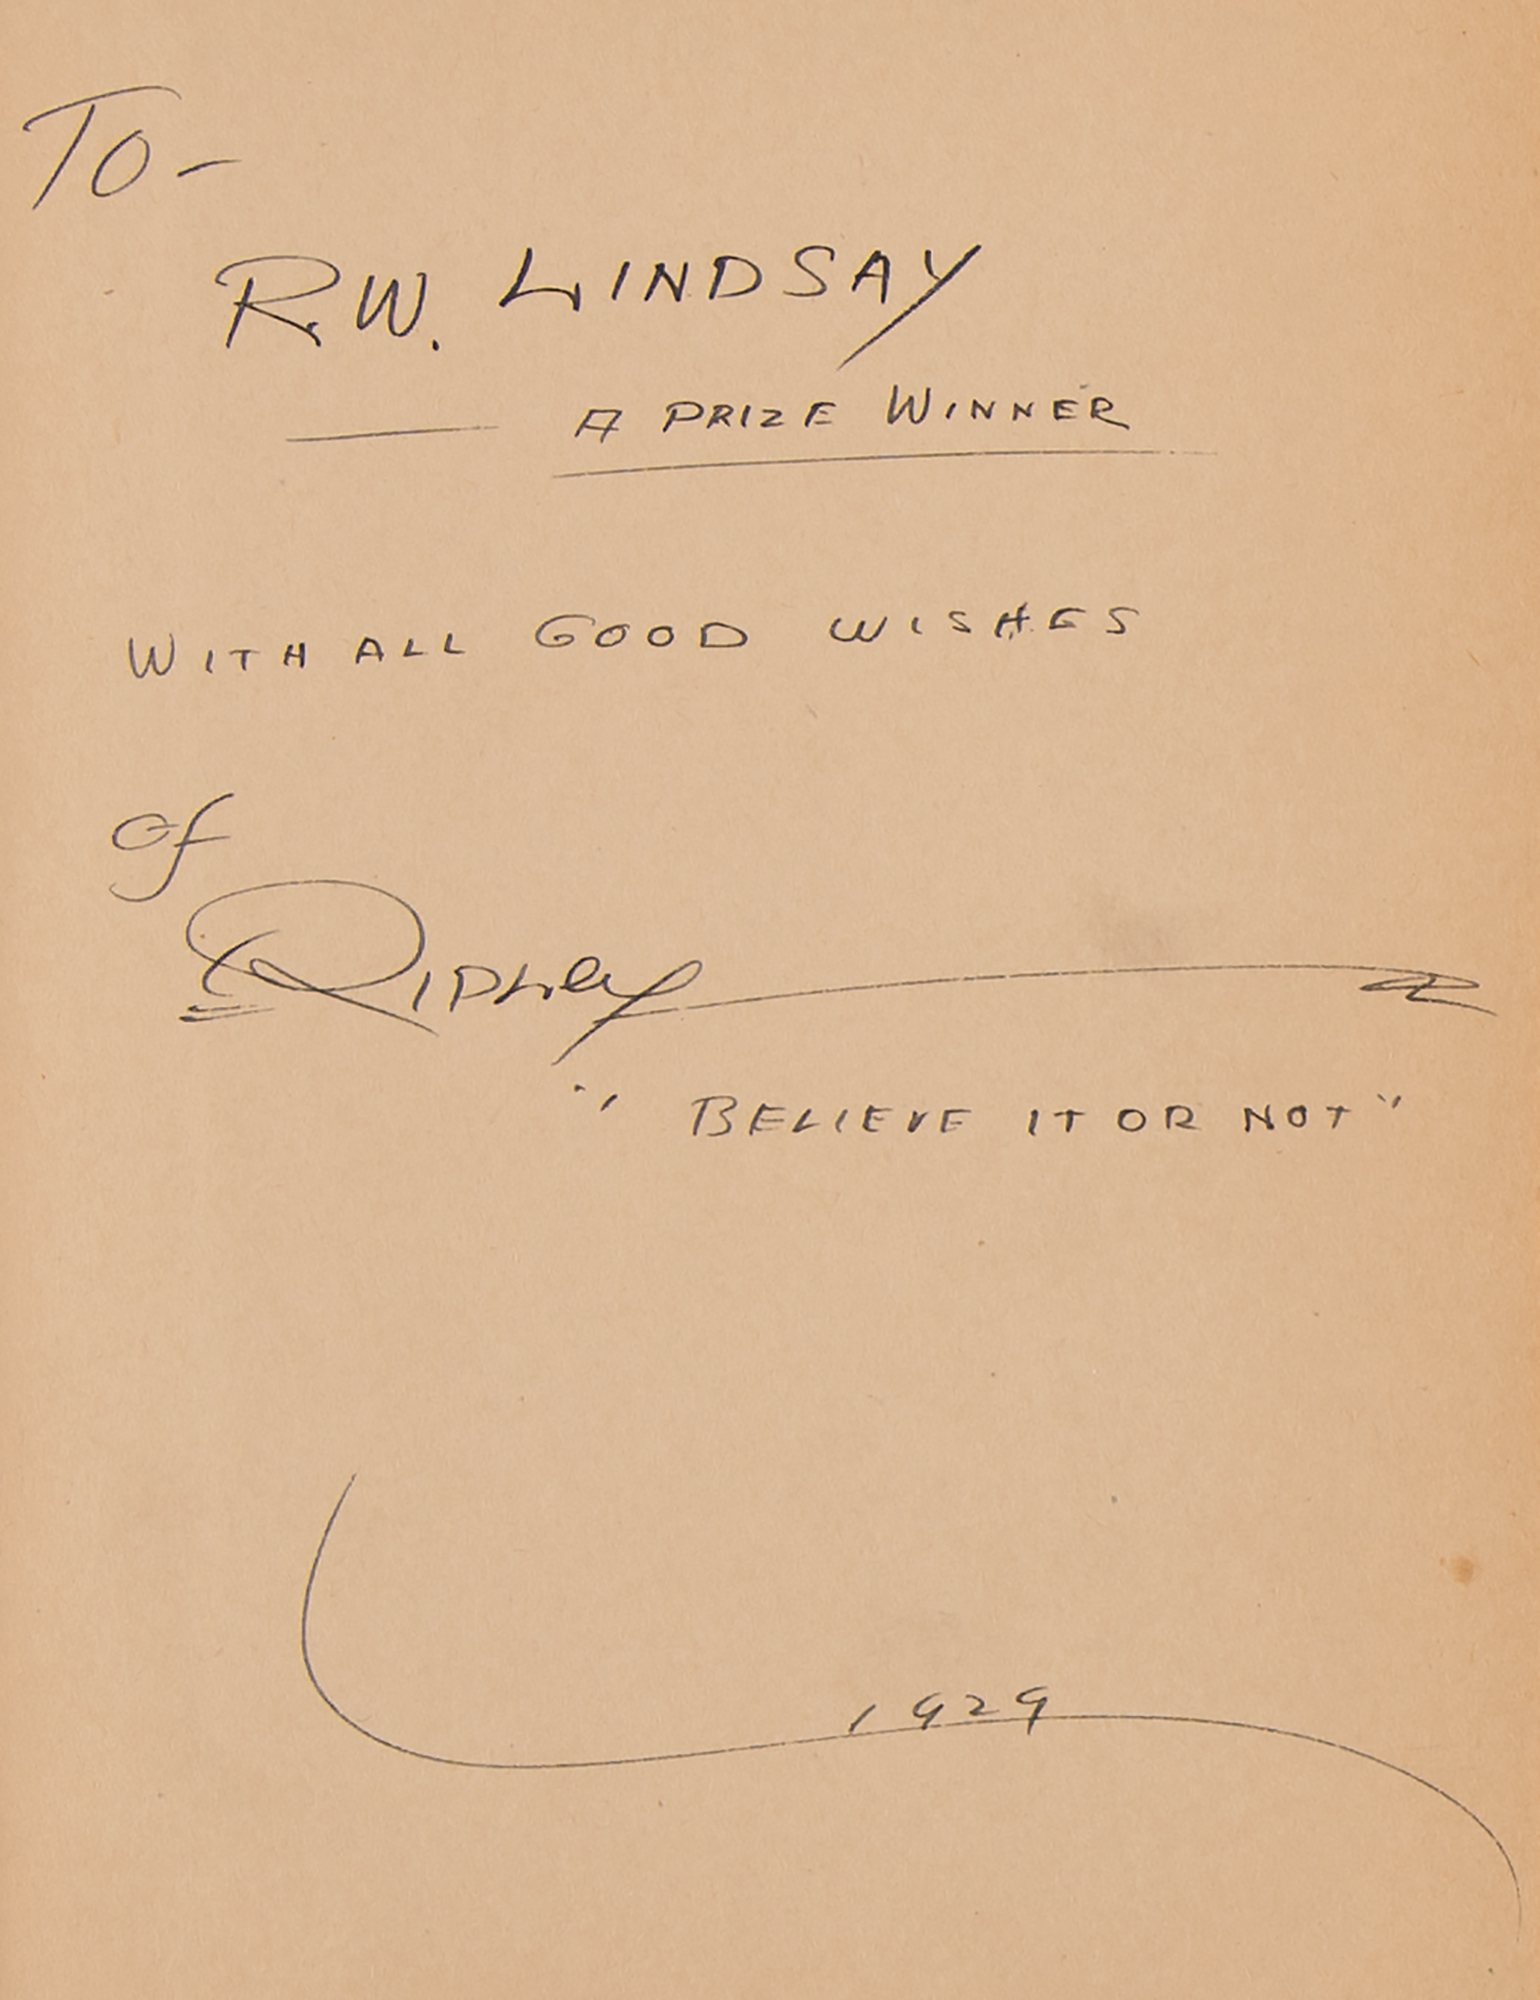 To-
R.W. LINDSAY
— A PRIZE WINNER
WITH ALL GOOD WISHES
of
RIPLEY
" BELIEVE IT OR NOT"
1929